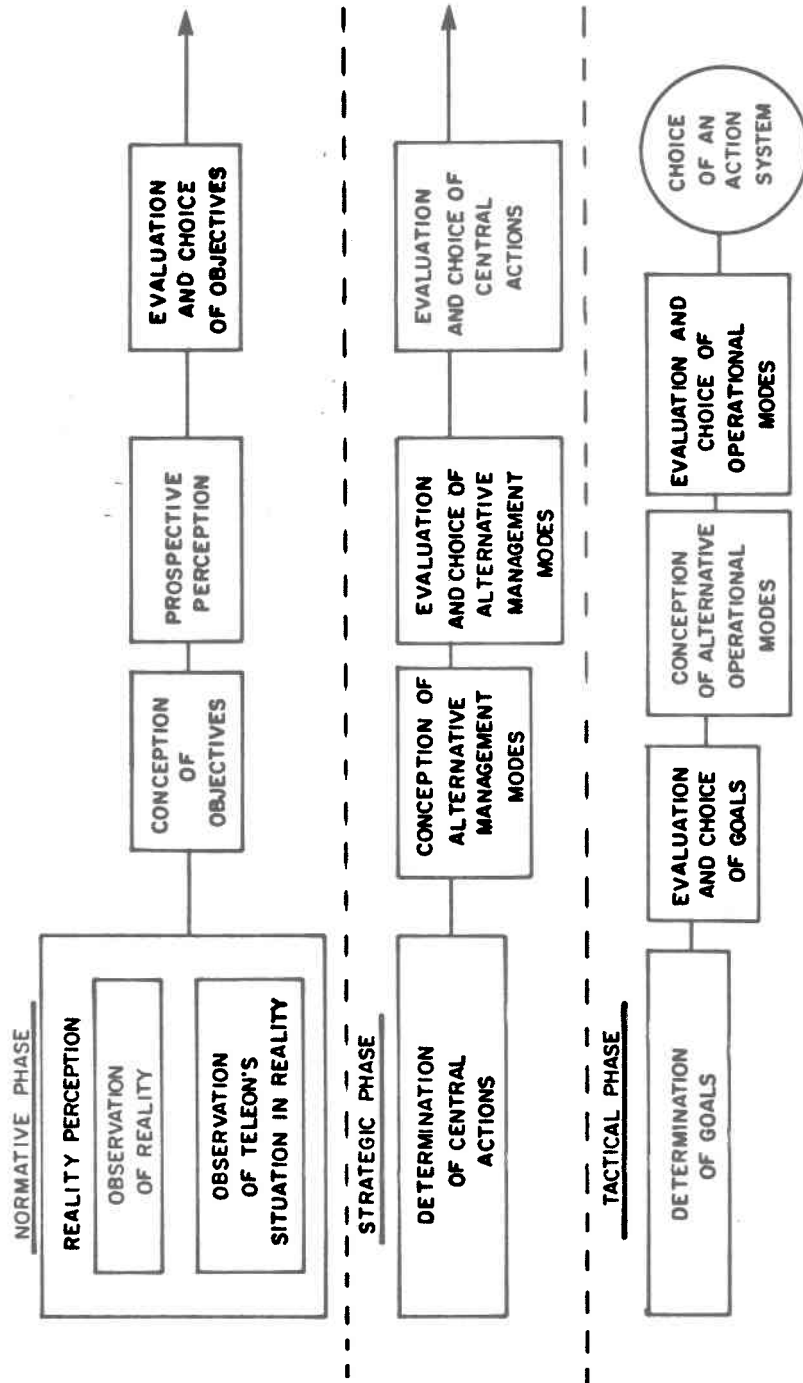 NORMATIVE PHASE
REALITY PERCEPTION
OBSERVATION
OF REALITY
OBSERVATION
OF TELEON'S
SITUATION IN REALITY
CONCEPTION
OF
OBJECTIVES
PROSPECTIVE
PERCEPTION
EVALUATION
AND CHOICE
OF OBJECTIVES
STRATEGIC PHASE
DETERMINATION
OF CENTRAL
ACTIONS
CONCEPTION OF
ALTERNATIVE
MANAGEMENT
MODES
EVALUATION
AND CHOICE OF
ALTERNATIVE
MANAGEMENT
MODES
EVALUATION
AND CHOICE OF
CENTRAL
ACTIONS
TACTICAL PHASE
DETERMINATION
OF GOALS
EVALUATION
AND CHOICE
OF GOALS
CONCEPTION
OF ALTERNATIVE
OPERATIONAL
MODES
EVALUATION AND
CHOICE OF
OPERATIONAL
MODES
CHOICE
OF AN
ACTION
SYSTEM